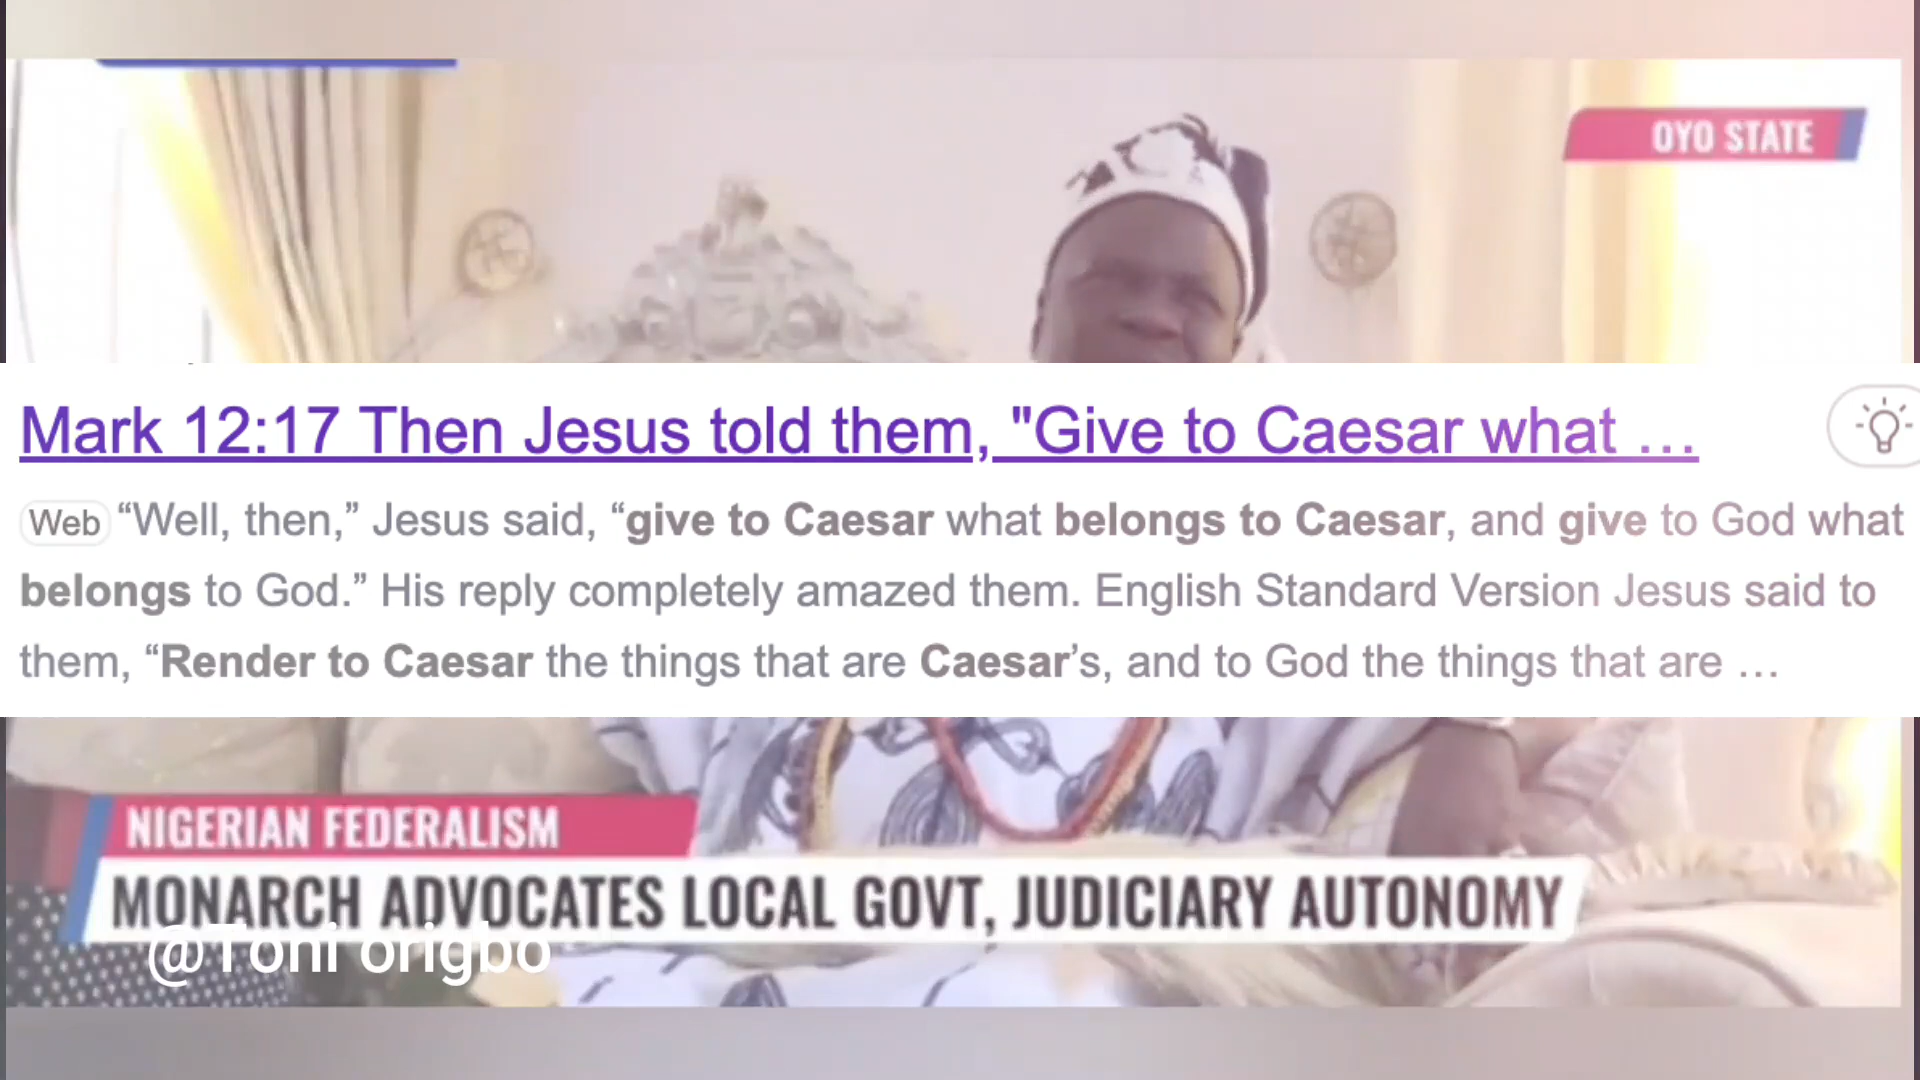 OYO STATE
Mark 12:17 Then Jesus told them, "Give to Caesar what …
Web “Well, then,” Jesus said, “give to Caesar what belongs to Caesar, and give to God what
belongs to God.” His reply completely amazed them. English Standard Version Jesus said to
them, “Render to Caesar the things that are Caesar’s, and to God the things that are …
NIGERIAN FEDERALISM
MONARCH ADVOCATES LOCAL GOVT, JUDICIARY AUTONOMY
@Toni origbo